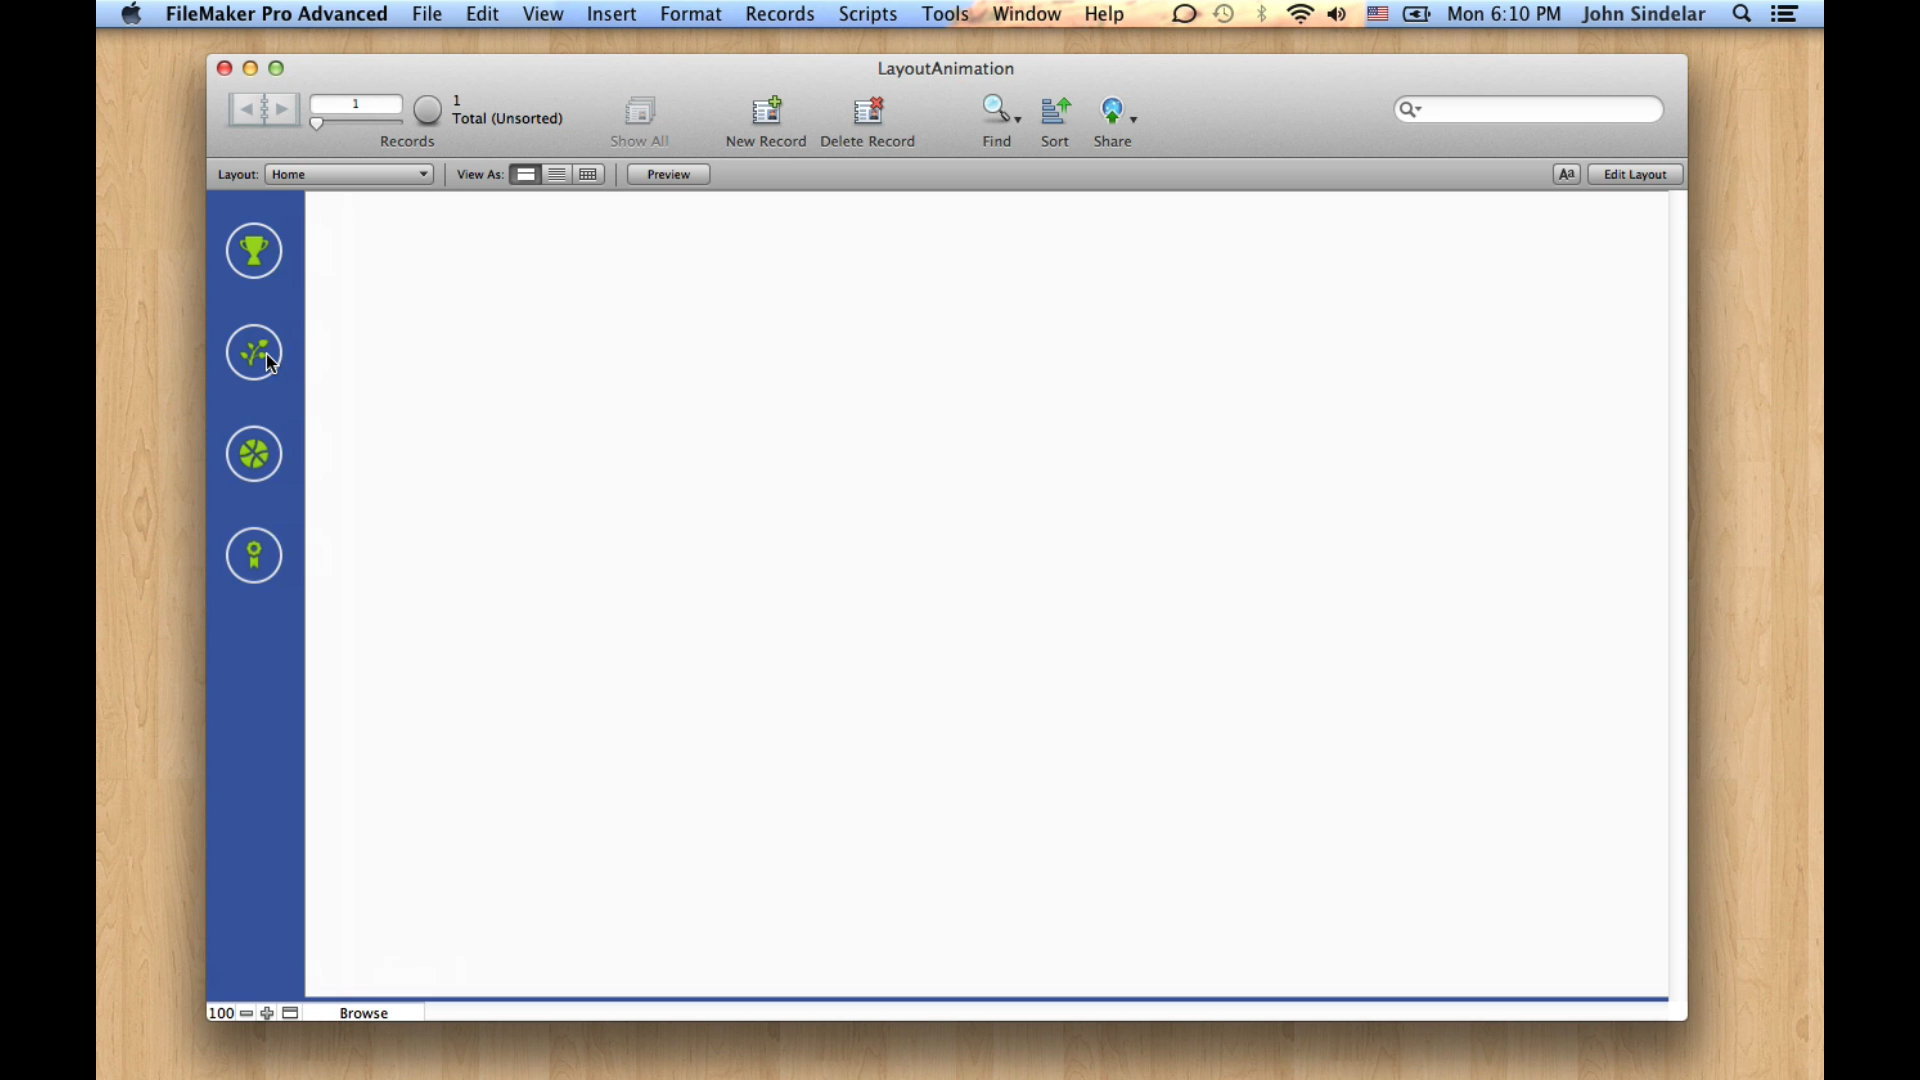 FileMaker Pro Advanced File Edit View Insert Format Records Scripts Tools Window Help Mon 6:10 PM John Sindelar
LayoutAnimation
1
1
Total (Unsorted)
Records Show All New Record Delete Record Find Sort Share
Layout: Home View As: Preview Aa Edit Layout
100 Browse